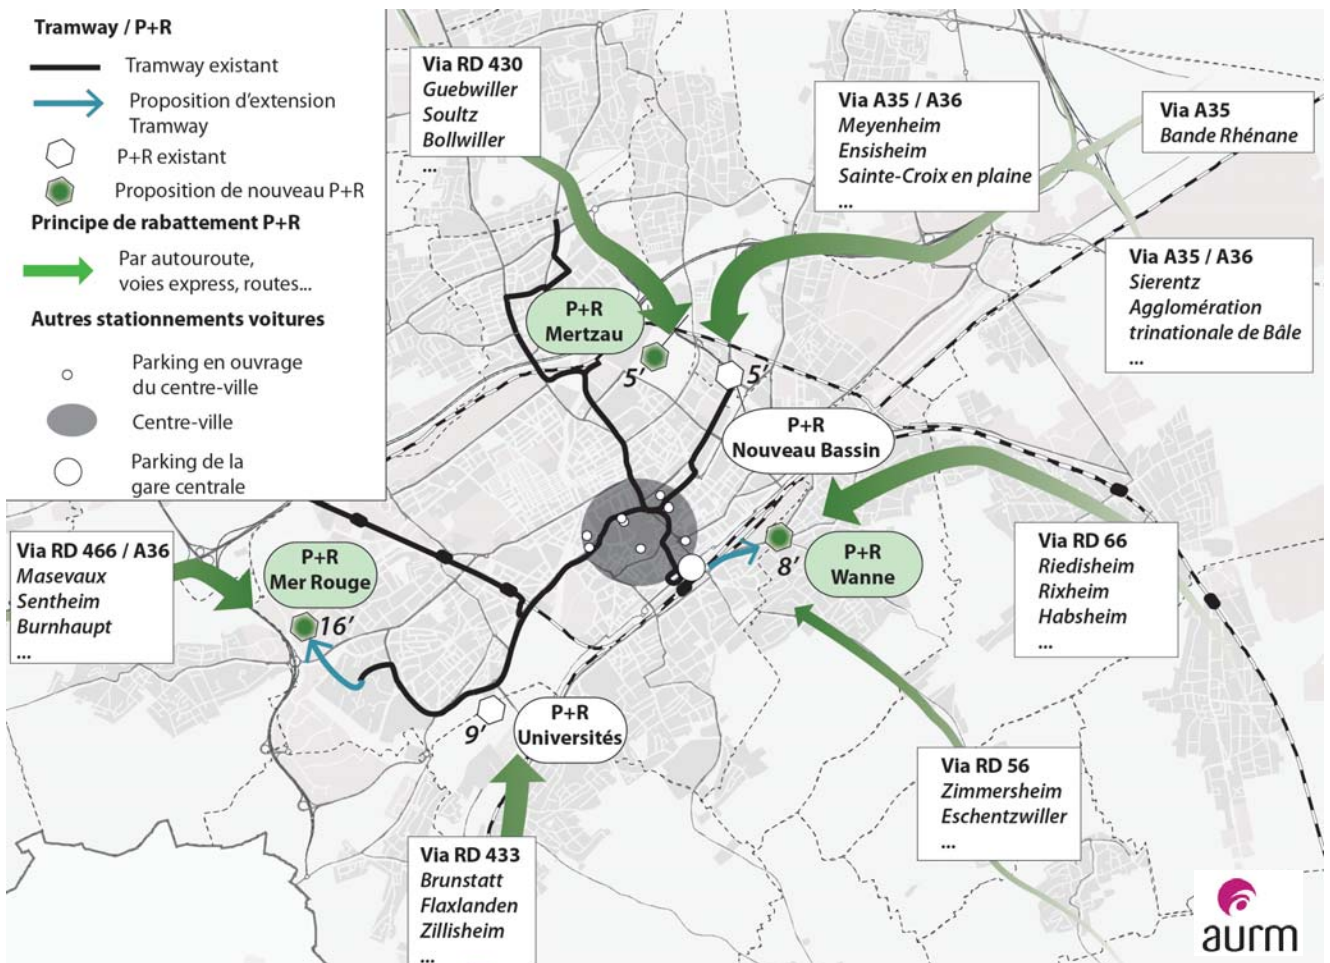 Tramway / P+R
Tramway existant
Proposition d'extension
Tramway
P+R existant
Proposition de nouveau P+R
Principe de rabattement P+R
Par autouroute,
voies express, routes...
Autres stationnements voitures
Parking en ouvrage
du centre-ville
Centre-ville
Parking de la
gare centrale
Via RD 430
Guebwiller
Soultz
Bollwiller
...
Via A35 / A36
Meyenheim
Ensisheim
Sainte-Croix en plaine
...
Via A35
Bande Rhénane
Via A35 / A36
Sierentz
Agglomération
trinationale de Bâle
...
P+R
Mertzau
5'
5'
P+R
Nouveau Bassin
Via RD 466 / A36
Masevaux
Sentheim
Burnhaupt
...
P+R
Mer Rouge
16'
8'
P+R
Wanne
Via RD 66
Riedisheim
Rixheim
Habsheim
...
9'
P+R
Universités
Via RD 56
Zimmersheim
Eschentzwiller
...
Via RD 433
Brunstatt
Flaxlanden
Zillisheim
...
aurm